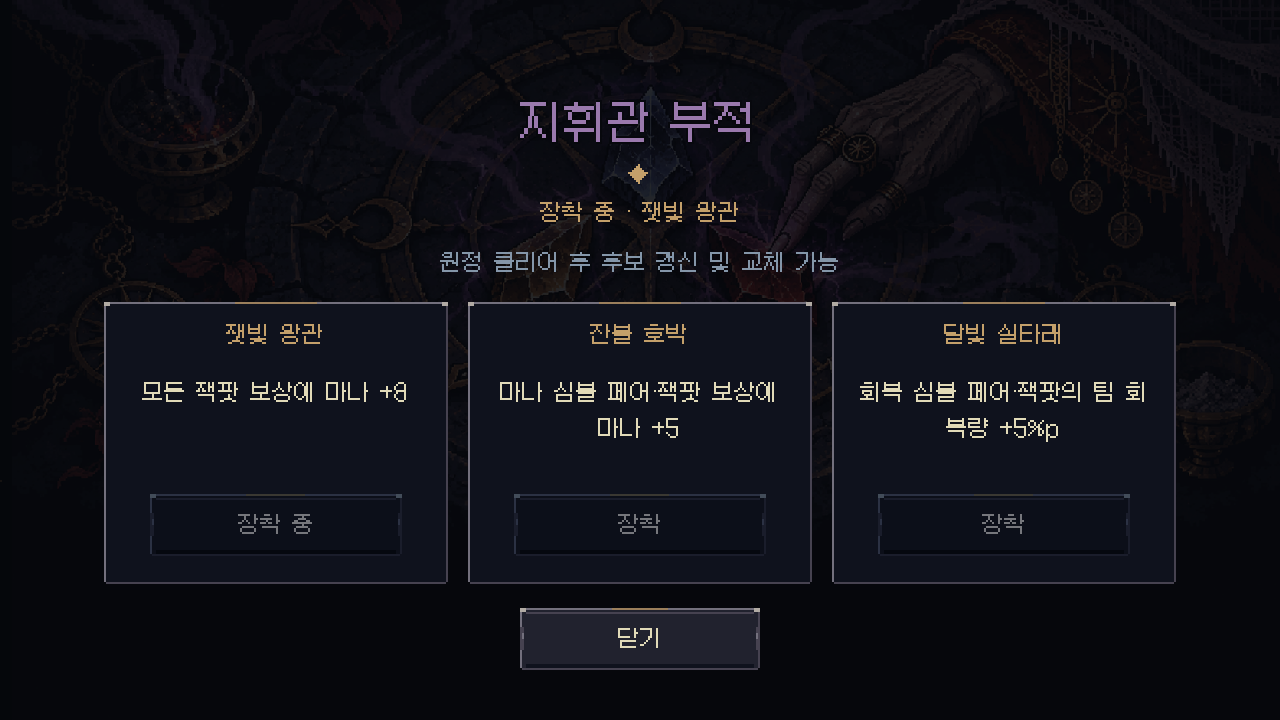 지휘관 부적
장착 중 · 잿빛 왕관
원정 클리어 후 후보 갱신 및 교체 가능
잿빛 왕관
모든 잭팟 보상에 마나 +8
장착 중
잔불 호박
마나 심볼 페어·잭팟 보상에
마나 +5
장착
달빛 실타래
회복 심볼 페어·잭팟의 팀 회
복량 +5%p
장착
닫기